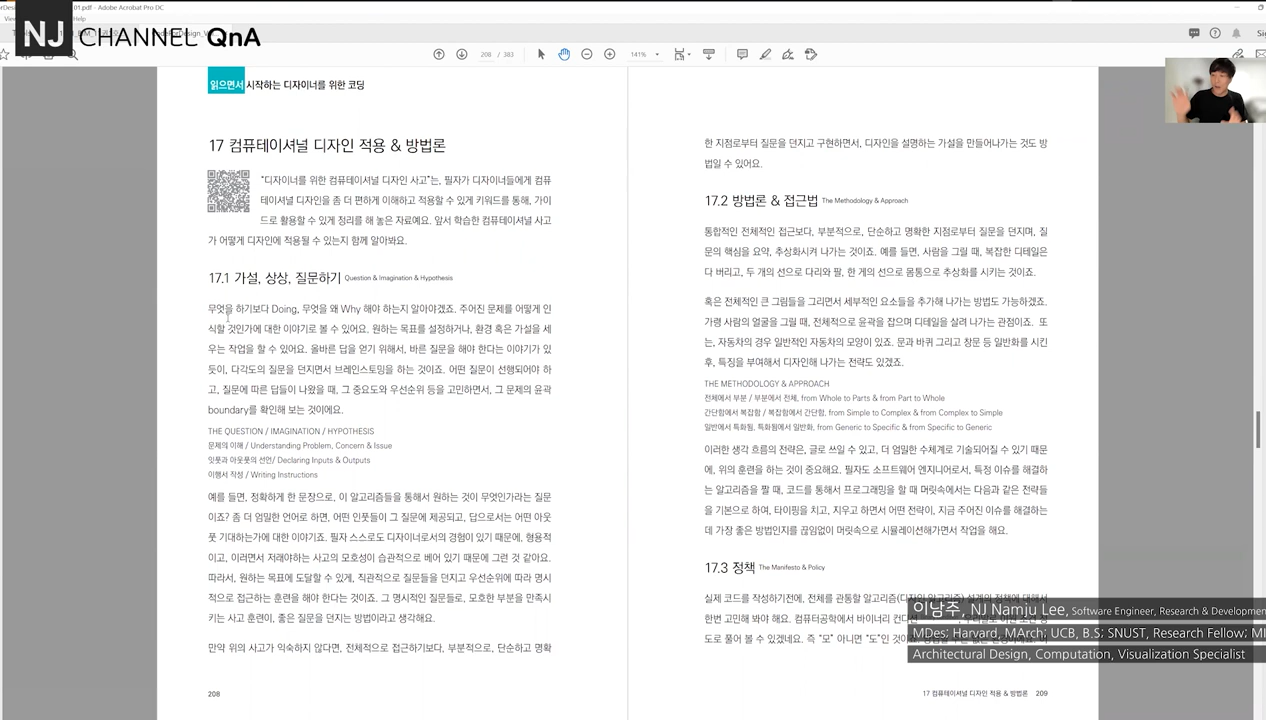 01.pdf - Adobe Acrobat Pro DC
Help
NJ CHANNEL QnA
208 / 383
141%
읽으면서 시작하는 디자이너를 위한 코딩
17 컴퓨테이셔널 디자인 적용 & 방법론
"디자이너를 위한 컴퓨테이셔널 디자인 사고"는, 필자가 디자이너들에게 컴퓨
테이셔널 디자인을 좀 더 편하게 이해하고 적용할 수 있게 키워드를 통해, 가이
드로 활용할 수 있게 정리를 해 놓은 자료예요. 앞서 학습한 컴퓨테이셔널 사고
가 어떻게 디자인에 적용될 수 있는지 함께 알아봐요.
17.1 가설, 상상, 질문하기 Question & Imagination & Hypothesis
무엇을 하기보다 Doing, 무엇을 왜 Why 해야 하는지 알아야겠죠. 주어진 문제를 어떻게 인
식할 것인가에 대한 이야기로 볼 수 있어요. 원하는 목표를 설정하거나, 환경 혹은 가설을 세
우는 작업을 할 수 있어요. 올바른 답을 얻기 위해서, 바른 질문을 해야 한다는 이야기가 있
듯이, 다각도의 질문을 던지면서 브레인스토밍을 하는 것이죠. 어떤 질문이 선행되어야 하
고, 질문에 따른 답들이 나왔을 때, 그 중요도와 우선순위 등을 고민하면서, 그 문제의 윤곽
boundary를 확인해 보는 것이에요.
THE QUESTION / IMAGINATION / HYPOTHESIS
문제의 이해 / Understanding Problem, Concern & Issue
인풋과 아웃풋의 선언/ Declaring Inputs & Outputs
이행서 작성 / Writing Instructions
예를 들면, 정확하게 한 문장으로, 이 알고리즘들을 통해서 원하는 것이 무엇인가라는 질문
이죠? 좀 더 엄밀한 언어로 하면, 어떤 인풋들이 그 질문에 제공되고, 답으로서는 어떤 아웃
풋 기대하는가에 대한 이야기죠. 필자 스스로도 디자이너로서의 경험이 있기 때문에, 형용적
이고, 이러면서 저래야하는 사고의 모호성이 습관적으로 베어 있기 때문에 그런 것 같아요.
따라서, 원하는 목표에 도달할 수 있게, 직관적으로 질문들을 던지고 우선순위에 따라 명시
적으로 접근하는 훈련을 해야 한다는 것이죠. 그 명시적인 질문들로, 모호한 부분을 만족시
키는 사고 훈련이, 좋은 질문을 던지는 방법이라고 생각해요.
만약 위의 사고가 익숙하지 않다면, 전체적으로 접근하기보다, 부분적으로, 단순하고 명확
208
한 지점로부터 질문을 던지고 구현하면서, 디자인을 설명하는 가설을 만들어나가는 것도 방
법일 수 있어요.
17.2 방법론 & 접근법 The Methodology & Approach
통합적인 전체적인 접근보다, 부분적으로, 단순하고 명확한 지점로부터 질문을 던지며, 질
문의 핵심을 요약, 추상화시켜 나가는 것이죠. 예를 들면, 사람을 그릴 때, 복잡한 디테일은
다 버리고, 두 개의 선으로 다리와 팔, 한 게의 선으로 몸통으로 추상화를 시키는 것이죠.
혹은 전체적인 큰 그림들을 그리면서 세부적인 요소들을 추가해 나가는 방법도 가능하겠죠.
가령 사람의 얼굴을 그릴 때, 전체적으로 윤곽을 잡으며 디테일을 살려 나가는 관점이죠. 또
는, 자동차의 경우 일반적인 자동차의 모양이 있죠. 문과 바퀴 그리고 창문 등 일반화를 시킨
후, 특징을 부여해서 디자인해 나가는 전략도 있겠죠.
THE METHODOLOGY & APPROACH
전체에서 부분 / 부분에서 전체, from Whole to Parts & from Part to Whole
간단함에서 복잡함 / 복잡함에서 간단함, from Simple to Complex & from Complex to Simple
일반에서 특화됨, 특화됨에서 일반화, from Generic to Specific & from Specific to Generic
이러한 생각 흐름의 전략은, 글로 쓰일 수 있고, 더 엄밀한 수체계로 기술되어질 수 있기 때문
에, 위의 훈련을 하는 것이 중요해요. 필자도 소프트웨어 엔지니어로서, 특정 이슈를 해결하
는 알고리즘을 짤 때, 코드를 통해서 프로그래밍을 할 때 머릿속에서는 다음과 같은 전략들
을 기본으로 하여, 타이핑을 치고, 지우고 하면서 어떤 전략이, 지금 주어진 이슈를 해결하는
데 가장 좋은 방법인지를 끊임없이 머릿속으로 시뮬레이션해가면서 작업을 해요.
17.3 정책 The Manifesto & Policy
실제 코드를 작성하기전에, 전체를 관통할 알고리즘(디자인 알고리즘) 설계의 정책에 대해서
한번 고민해 봐야 해요. 컴퓨터공학에서 바이너리 컨디션
도로 풀어 볼 수 있겠네요. 즉 "모" 아니면 "도"인 것이
17 컴퓨테이셔널 디자인 적용 & 방법론 209
이남주, NJ Namju Lee, Software Engineer, Research & Developmen
MDes; Harvard, MArch; UCB, B.S; SNUST, Research Fellow; MI
Architectural Design, Computation, Visualization Specialist